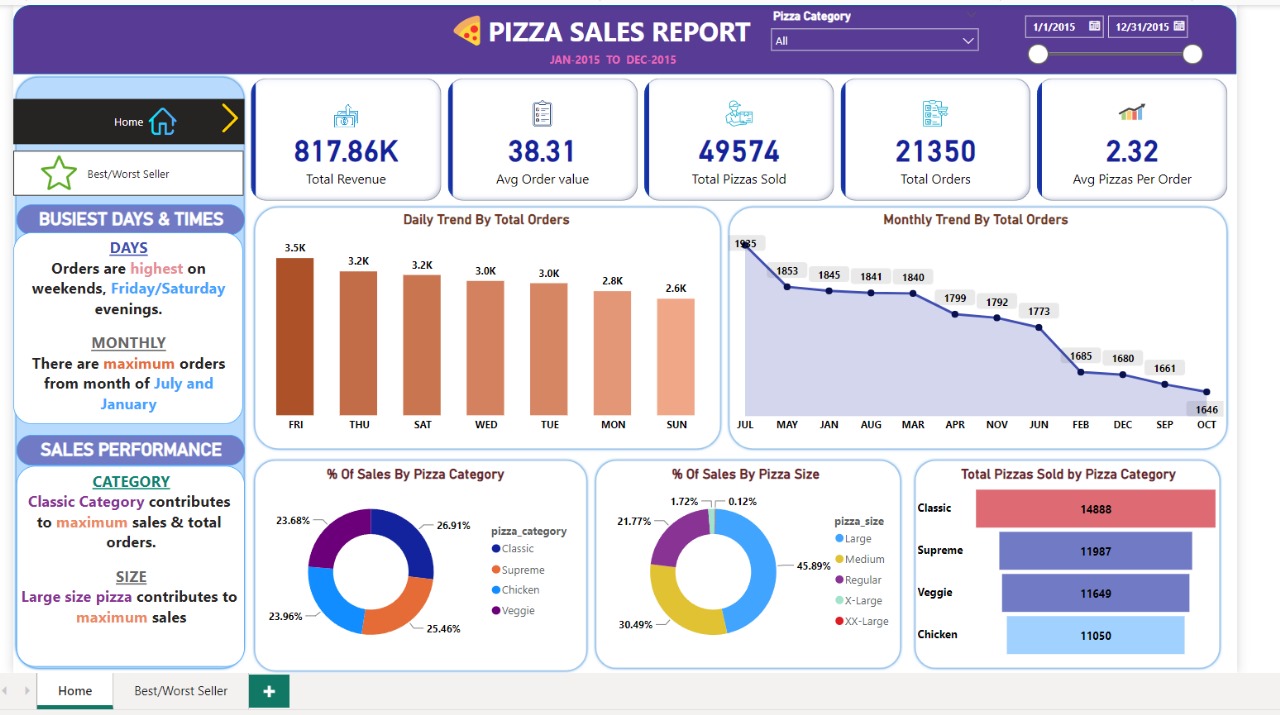 PIZZA SALES REPORT
JAN-2015 TO DEC-2015
Pizza Category
All
1/1/2015
12/31/2015
Home
Best/Worst Seller
BUSIEST DAYS & TIMES
DAYS
Orders are highest on
weekends, Friday/Saturday
evenings.
MONTHLY
There are maximum orders
from month of July and
January
SALES PERFORMANCE
CATEGORY
Classic Category contributes
to maximum sales & total
orders.
SIZE
Large size pizza contributes to
maximum sales
817.86K
Total Revenue
38.31
Avg Order value
49574
Total Pizzas Sold
21350
Total Orders
2.32
Avg Pizzas Per Order
Daily Trend By Total Orders
3.5K
3.2K
3.2K
3.0K
3.0K
2.8K
2.6K
FRI THU SAT WED TUE MON SUN
Monthly Trend By Total Orders
1935
1853
1845
1841
1840
1799
1792
1773
1685
1680
1661
1646
JUL MAY JAN AUG MAR APR NOV JUN FEB DEC SEP OCT
% Of Sales By Pizza Category
23.68%
26.91%
23.96%
25.46%
pizza_category
Classic
Supreme
Chicken
Veggie
% Of Sales By Pizza Size
1.72%
0.12%
21.77%
45.89%
30.49%
pizza_size
Large
Medium
Regular
X-Large
XX-Large
Total Pizzas Sold by Pizza Category
Classic 14888
Supreme 11987
Veggie 11649
Chicken 11050
Home
Best/Worst Seller
+